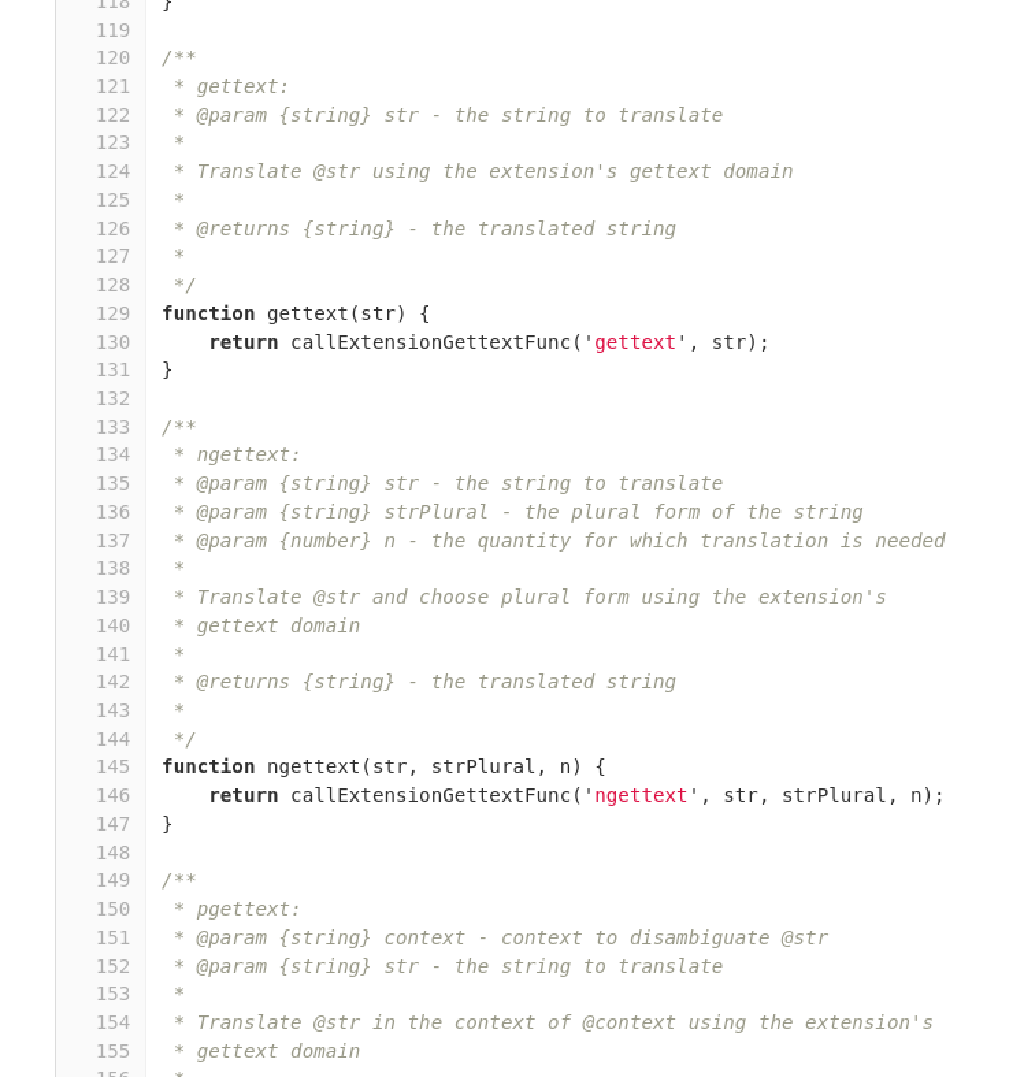 118 }
119
120 /**
121  * gettext:
122  * @param {string} str - the string to translate
123  *
124  * Translate @str using the extension's gettext domain
125  *
126  * @returns {string} - the translated string
127  *
128  */
129 function gettext(str) {
130     return callExtensionGettextFunc('gettext', str);
131 }
132
133 /**
134  * ngettext:
135  * @param {string} str - the string to translate
136  * @param {string} strPlural - the plural form of the string
137  * @param {number} n - the quantity for which translation is needed
138  *
139  * Translate @str and choose plural form using the extension's
140  * gettext domain
141  *
142  * @returns {string} - the translated string
143  *
144  */
145 function ngettext(str, strPlural, n) {
146     return callExtensionGettextFunc('ngettext', str, strPlural, n);
147 }
148
149 /**
150  * pgettext:
151  * @param {string} context - context to disambiguate @str
152  * @param {string} str - the string to translate
153  *
154  * Translate @str in the context of @context using the extension's
155  * gettext domain
156  *